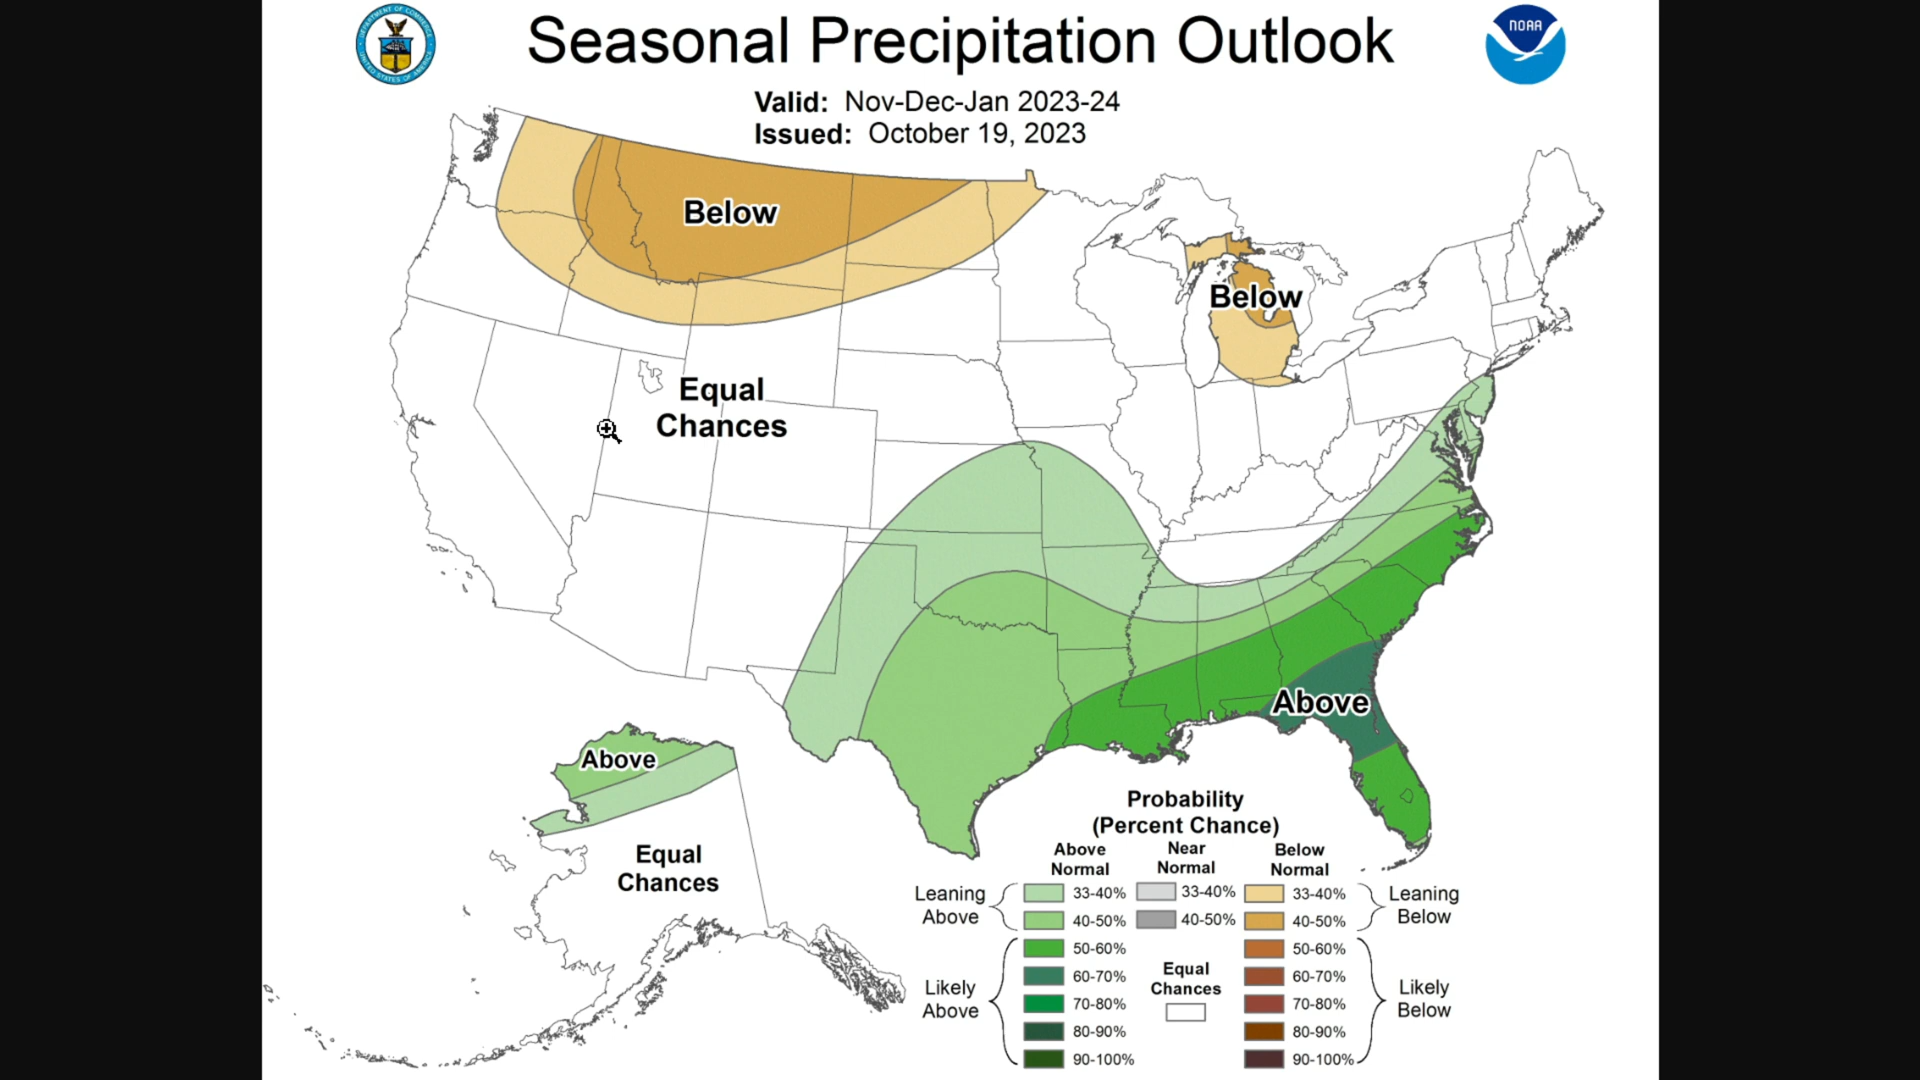 Seasonal Precipitation Outlook
NOAA
Valid: Nov-Dec-Jan 2023-24
Issued: October 19, 2023
Below
Below
Equal
Chances
Above
Above
Equal
Chances
Probability
(Percent Chance)
Above
Normal
Near
Normal
Below
Normal
Leaning
Above
33-40%
33-40%
33-40%
Leaning
Below
40-50%
40-50%
40-50%
50-60%
50-60%
60-70%
Equal
Chances
60-70%
Likely
Above
70-80%
70-80%
Likely
Below
80-90%
80-90%
90-100%
90-100%